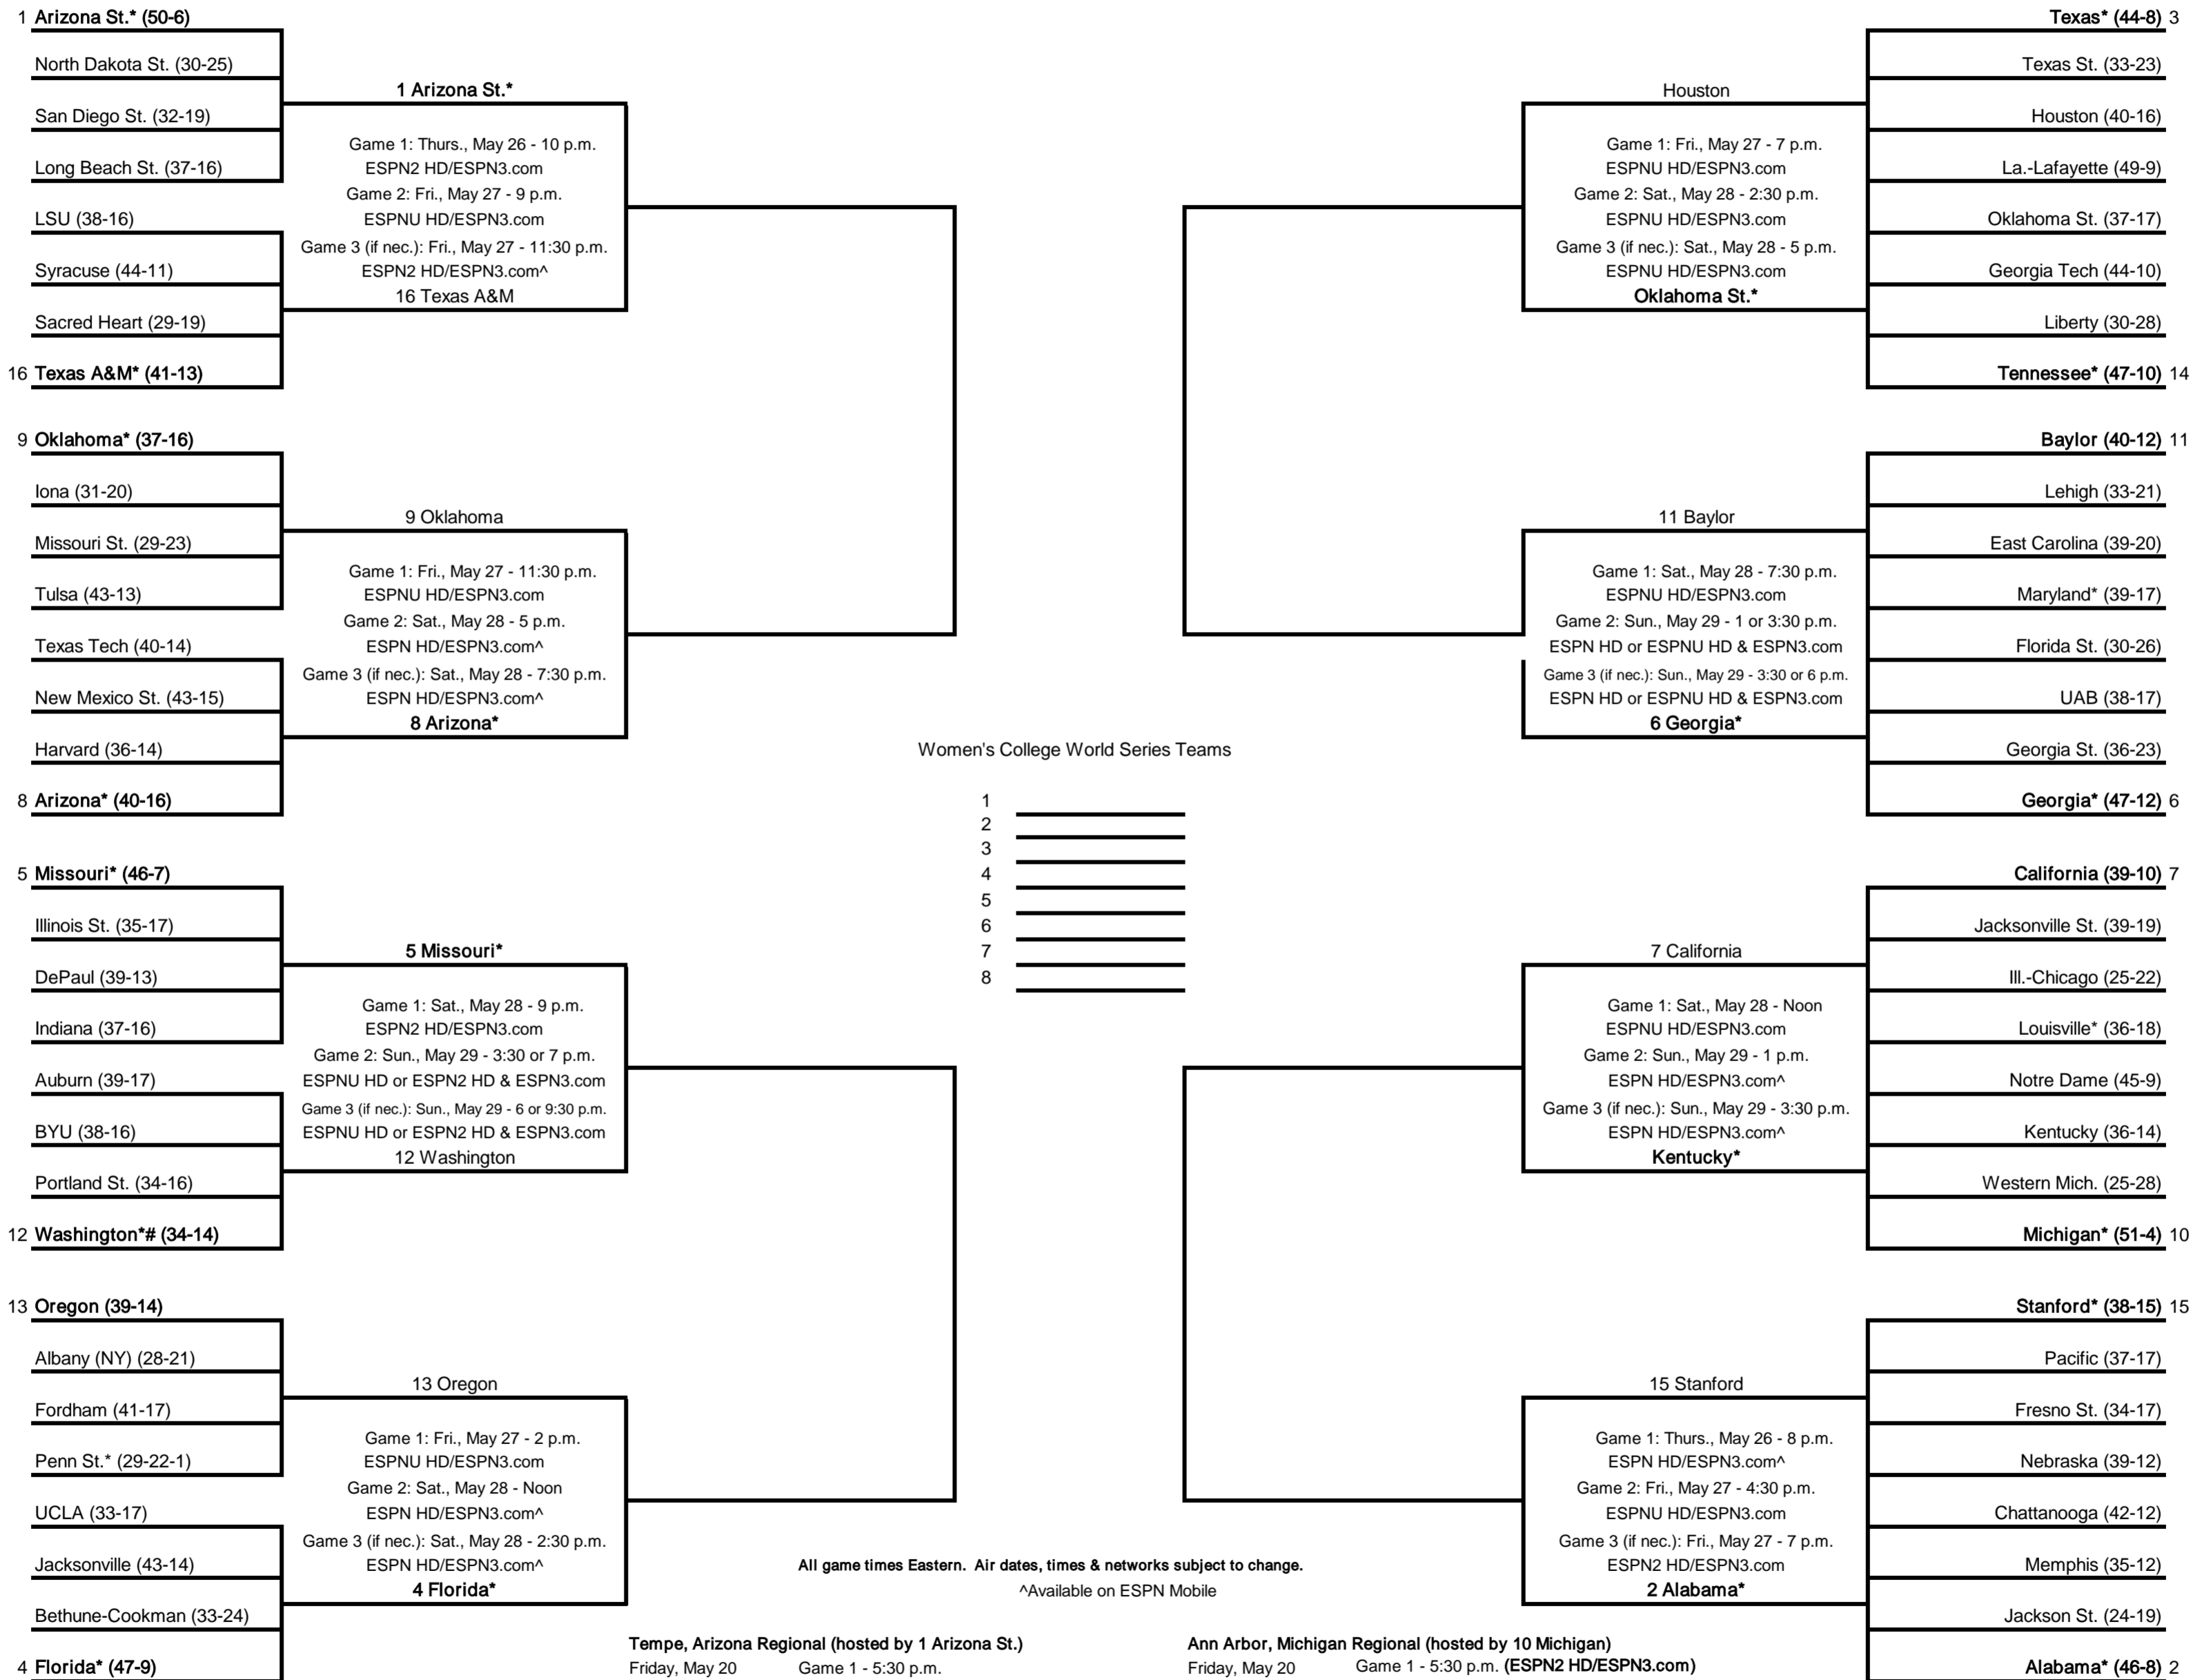 1 Arizona St.* (50-6)
North Dakota St. (30-25)
San Diego St. (32-19)
Long Beach St. (37-16)
LSU (38-16)
Syracuse (44-11)
Sacred Heart (29-19)
16 Texas A&M* (41-13)
1 Arizona St.*
Game 1: Thurs., May 26 - 10 p.m.
ESPN2 HD/ESPN3.com
Game 2: Fri., May 27 - 9 p.m.
ESPNU HD/ESPN3.com
Game 3 (if nec.): Fri., May 27 - 11:30 p.m.
ESPN2 HD/ESPN3.com^
16 Texas A&M
9 Oklahoma* (37-16)
Iona (31-20)
Missouri St. (29-23)
Tulsa (43-13)
Texas Tech (40-14)
New Mexico St. (43-15)
Harvard (36-14)
8 Arizona* (40-16)
9 Oklahoma
Game 1: Fri., May 27 - 11:30 p.m.
ESPNU HD/ESPN3.com
Game 2: Sat., May 28 - 5 p.m.
ESPN HD/ESPN3.com^
Game 3 (if nec.): Sat., May 28 - 7:30 p.m.
ESPN HD/ESPN3.com^
8 Arizona*
5 Missouri* (46-7)
Illinois St. (35-17)
DePaul (39-13)
Indiana (37-16)
Auburn (39-17)
BYU (38-16)
Portland St. (34-16)
12 Washington*# (34-14)
5 Missouri*
Game 1: Sat., May 28 - 9 p.m.
ESPN2 HD/ESPN3.com
Game 2: Sun., May 29 - 3:30 or 7 p.m.
ESPNU HD or ESPN2 HD & ESPN3.com
Game 3 (if nec.): Sun., May 29 - 6 or 9:30 p.m.
ESPNU HD or ESPN2 HD & ESPN3.com
12 Washington
13 Oregon (39-14)
Albany (NY) (28-21)
Fordham (41-17)
Penn St.* (29-22-1)
UCLA (33-17)
Jacksonville (43-14)
Bethune-Cookman (33-24)
4 Florida* (47-9)
13 Oregon
Game 1: Fri., May 27 - 2 p.m.
ESPNU HD/ESPN3.com
Game 2: Sat., May 28 - Noon
ESPN HD/ESPN3.com^
Game 3 (if nec.): Sat., May 28 - 2:30 p.m.
ESPN HD/ESPN3.com^
4 Florida*
Women's College World Series Teams
1
2
3
4
5
6
7
8
Texas* (44-8) 3
Texas St. (33-23)
Houston (40-16)
La.-Lafayette (49-9)
Oklahoma St. (37-17)
Georgia Tech (44-10)
Liberty (30-28)
Tennessee* (47-10) 14
Houston
Game 1: Fri., May 27 - 7 p.m.
ESPNU HD/ESPN3.com
Game 2: Sat., May 28 - 2:30 p.m.
ESPNU HD/ESPN3.com
Game 3 (if nec.): Sat., May 28 - 5 p.m.
ESPNU HD/ESPN3.com
Oklahoma St.*
Baylor (40-12) 11
Lehigh (33-21)
East Carolina (39-20)
Maryland* (39-17)
Florida St. (30-26)
UAB (38-17)
Georgia St. (36-23)
Georgia* (47-12) 6
11 Baylor
Game 1: Sat., May 28 - 7:30 p.m.
ESPNU HD/ESPN3.com
Game 2: Sun., May 29 - 1 or 3:30 p.m.
ESPN HD or ESPNU HD & ESPN3.com
Game 3 (if nec.): Sun., May 29 - 3:30 or 6 p.m.
ESPN HD or ESPNU HD & ESPN3.com
6 Georgia*
California (39-10) 7
Jacksonville St. (39-19)
Ill.-Chicago (25-22)
Louisville* (36-18)
Notre Dame (45-9)
Kentucky (36-14)
Western Mich. (25-28)
Michigan* (51-4) 10
7 California
Game 1: Sat., May 28 - Noon
ESPNU HD/ESPN3.com
Game 2: Sun., May 29 - 1 p.m.
ESPN HD/ESPN3.com^
Game 3 (if nec.): Sun., May 29 - 3:30 p.m.
ESPN HD/ESPN3.com^
Kentucky*
Stanford* (38-15) 15
Pacific (37-17)
Fresno St. (34-17)
Nebraska (39-12)
Chattanooga (42-12)
Memphis (35-12)
Jackson St. (24-19)
Alabama* (46-8) 2
15 Stanford
Game 1: Thurs., May 26 - 8 p.m.
ESPN HD/ESPN3.com^
Game 2: Fri., May 27 - 4:30 p.m.
ESPNU HD/ESPN3.com
Game 3 (if nec.): Fri., May 27 - 7 p.m.
ESPN2 HD/ESPN3.com
2 Alabama*
All game times Eastern. Air dates, times & networks subject to change.
^Available on ESPN Mobile
Tempe, Arizona Regional (hosted by 1 Arizona St.)
Friday, May 20 Game 1 - 5:30 p.m.
Ann Arbor, Michigan Regional (hosted by 10 Michigan)
Friday, May 20 Game 1 - 5:30 p.m. (ESPN2 HD/ESPN3.com)